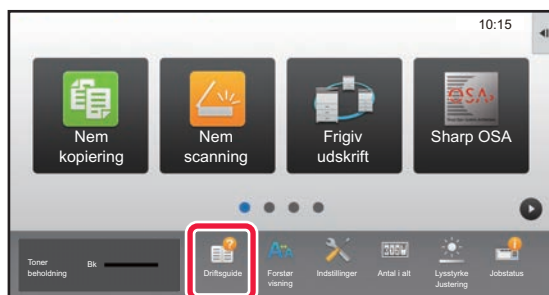 10:15
Nem
kopiering
Nem
scanning
Frigiv
udskrift
OSA
Sharp OSA
Toner
beholdning
Bk
Driftsguide
Forstør
visning
Indstillinger
Antal i alt
Lysstyrke
Justering
Jobstatus